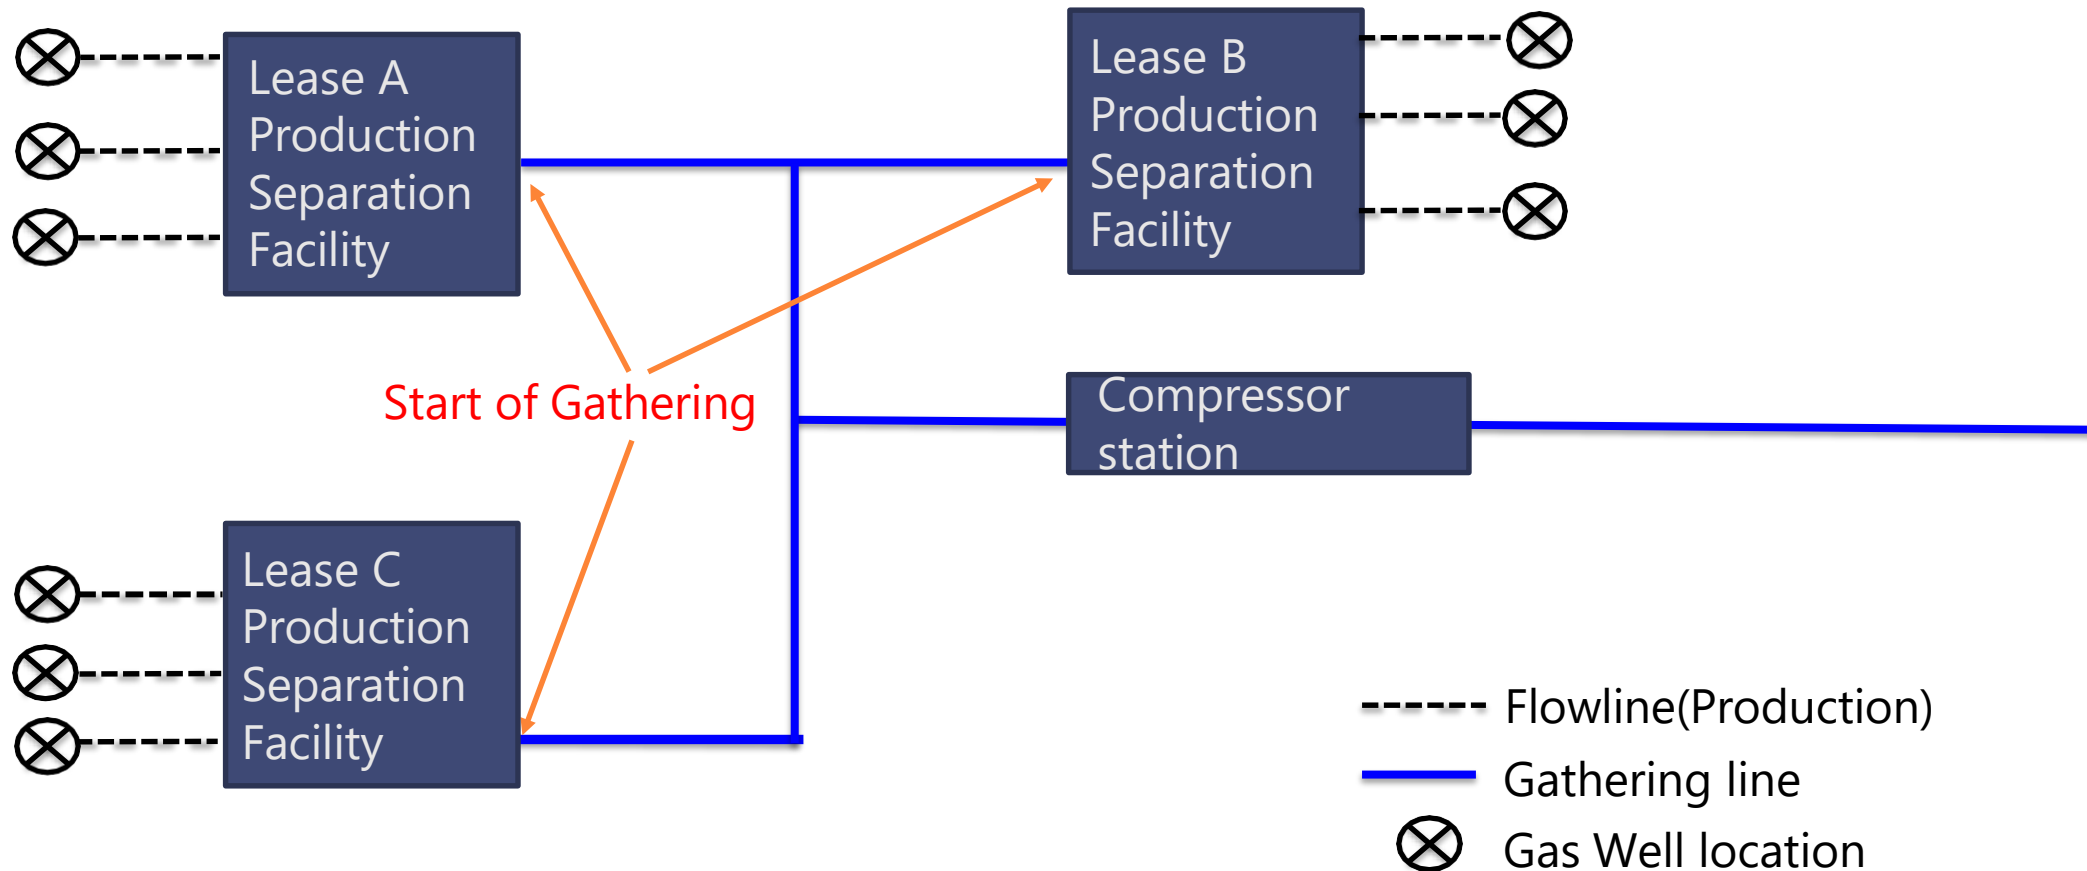 Lease A
Production
Separation
Facility
Lease B
Production
Separation
Facility
Start of Gathering
Compressor
station
Lease C
Production
Separation
Facility
Flowline(Production)
Gathering line
Gas Well location